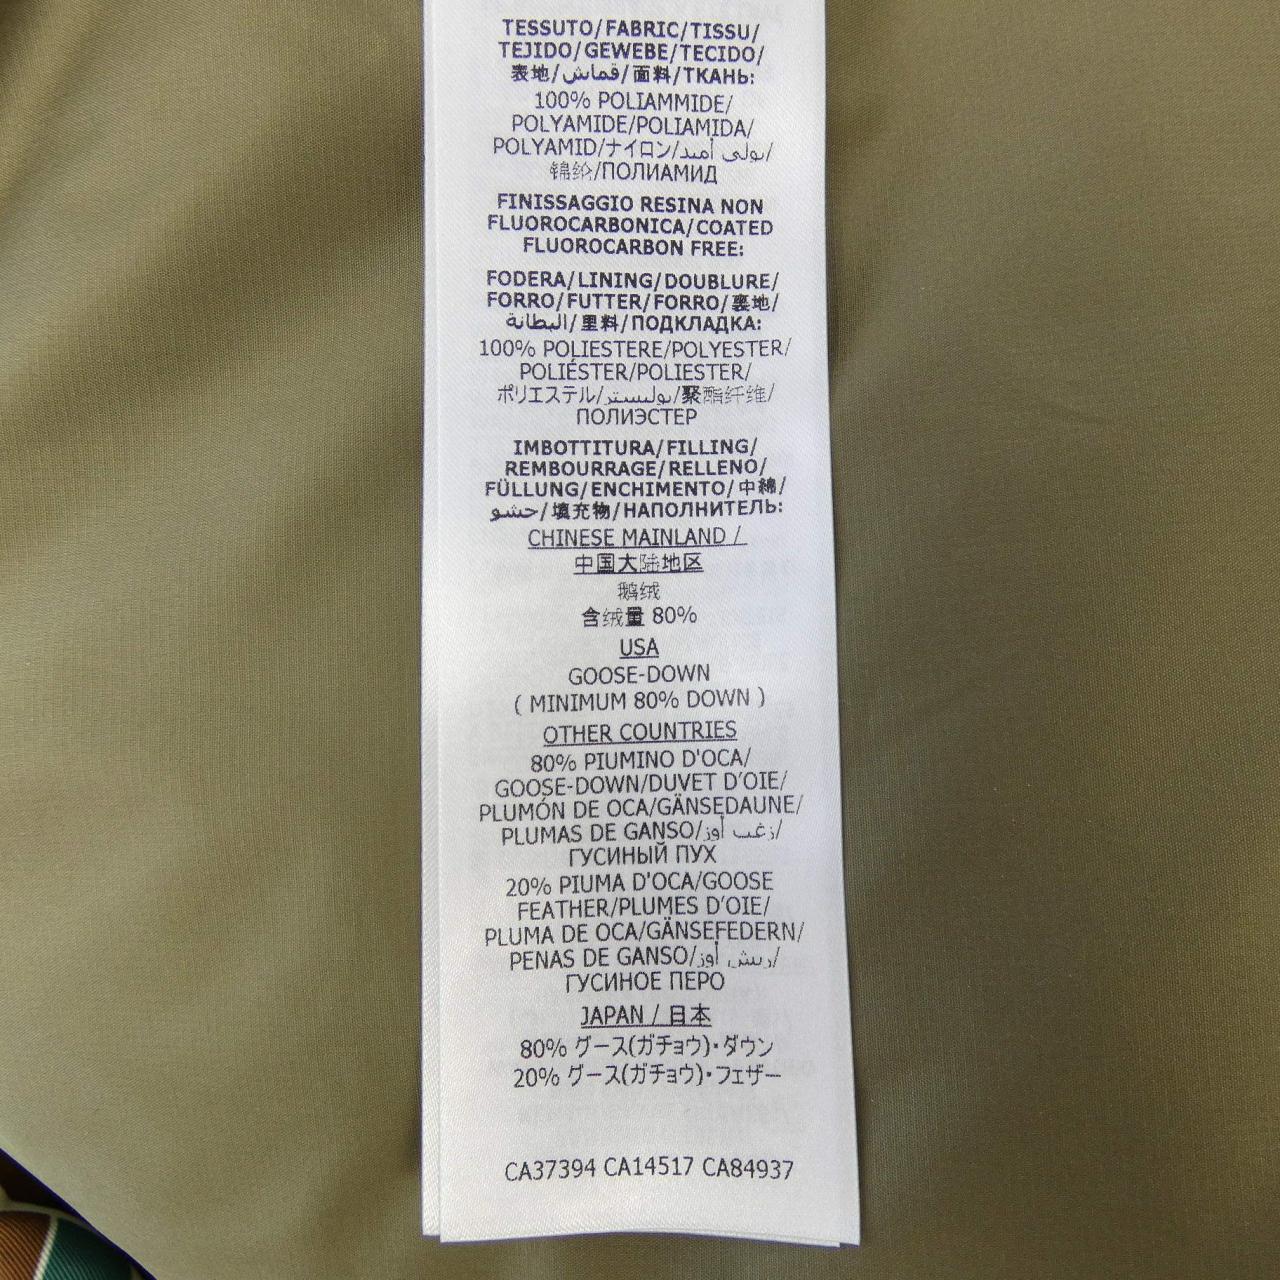 TESSUTO/FABRIC/TISSU/
TEJIDO/GEWEBE/TECIDO/
表地/قماش/面料/ТКАНЬ:
100% POLIAMMIDE/
POLYAMIDE/POLIAMIDA/
POLYAMID/ナイロン/بولي أميد/
锦纶/ПОЛИАМИД
FINISSAGGIO RESINA NON
FLUOROCARBONICA/COATED
FLUOROCARBON FREE:
FODERA/LINING/DOUBLURE/
FORRO/FUTTER/FORRO/裏地/
البطانة/里料/ПОДКЛАДКА:
100% POLIESTERE/POLYESTER/
POLIÉSTER/POLIESTER/
ポリエステル/بوليستر/聚酯纤维/
ПОЛИЭСТЕР
IMBOTTITURA/FILLING/
REMBOURRAGE/RELLENO/
FÜLLUNG/ENCHIMENTO/中綿/
حشو/填充物/НАПОЛНИТЕЛЬ:
CHINESE MAINLAND /
中国大陆地区
鹅绒
含绒量 80%
USA
GOOSE-DOWN
( MINIMUM 80% DOWN )
OTHER COUNTRIES
80% PIUMINO D'OCA/
GOOSE-DOWN/DUVET D'OIE/
PLUMÓN DE OCA/GÄNSEDAUNE/
PLUMAS DE GANSO/زغب أوز/
ГУСИНЫЙ ПУХ
20% PIUMA D'OCA/GOOSE
FEATHER/PLUMES D'OIE/
PLUMA DE OCA/GÄNSEFEDERN/
PENAS DE GANSO/ريش أوز/
ГУСИНОЕ ПЕРО
JAPAN / 日本
80% グース(ガチョウ)・ダウン
20% グース(ガチョウ)・フェザー
CA37394 CA14517 CA84937